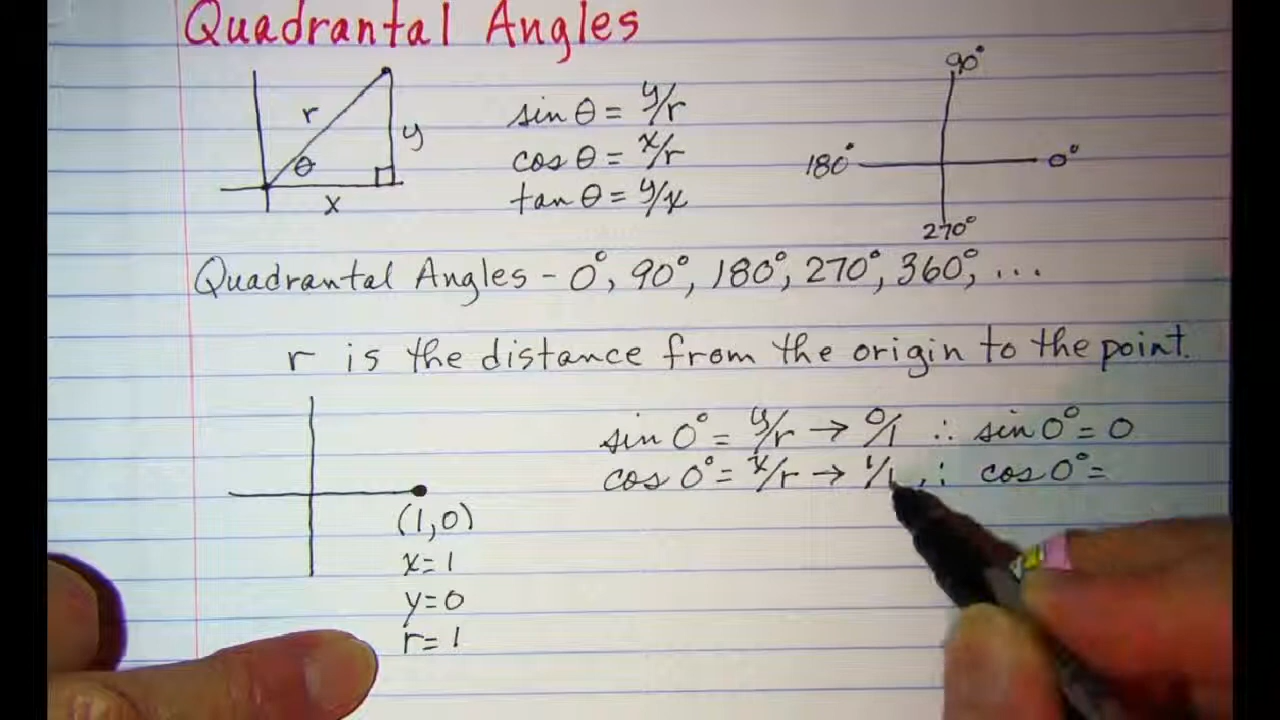 Quadrantal Angles
r
θ
y
x
sin θ = y/r
cos θ = x/r
tan θ = y/x
90°
180°
0°
270°
Quadrantal Angles - 0°, 90°, 180°, 270°, 360°, ...
r is the distance from the origin to the point.
(1,0)
x=1
y=0
r=1
sin 0° = y/r → 0/1 ∴ sin 0° = 0
cos 0° = x/r → 1/1 ∴ cos 0° =